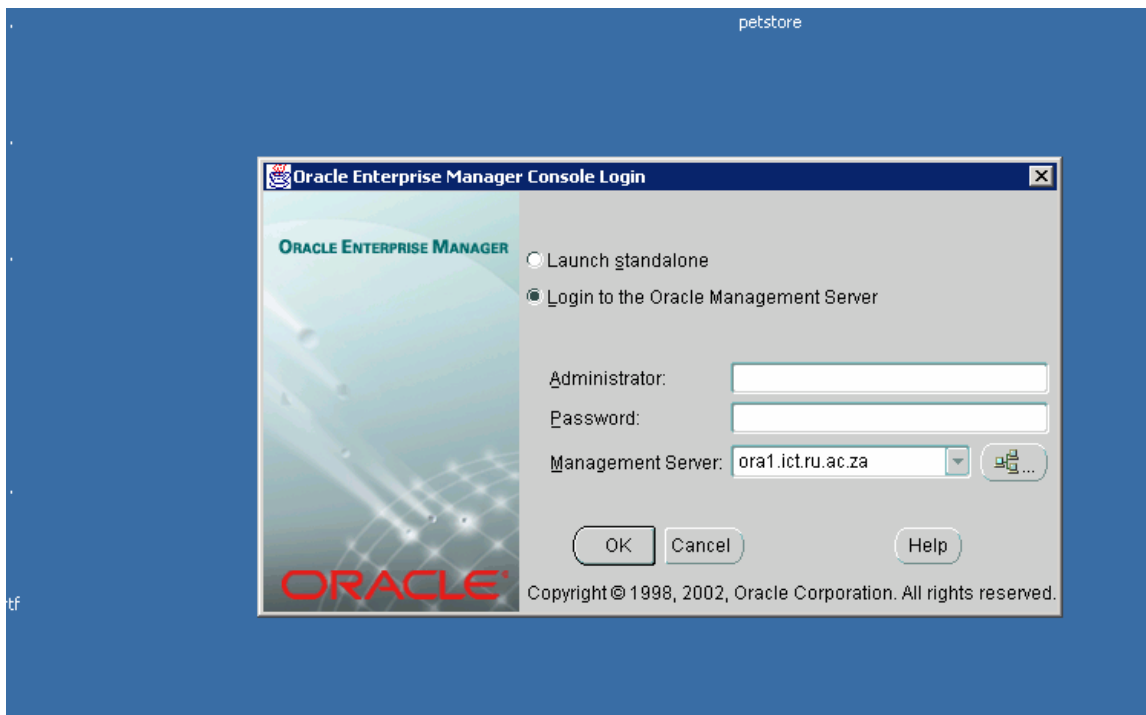 petstore
Oracle Enterprise Manager Console Login
ORACLE ENTERPRISE MANAGER
Launch standalone
Login to the Oracle Management Server
Administrator:
Password:
Management Server: ora1.ict.ru.ac.za ...
OK Cancel Help
ORACLE®
Copyright © 1998, 2002, Oracle Corporation. All rights reserved.
tf